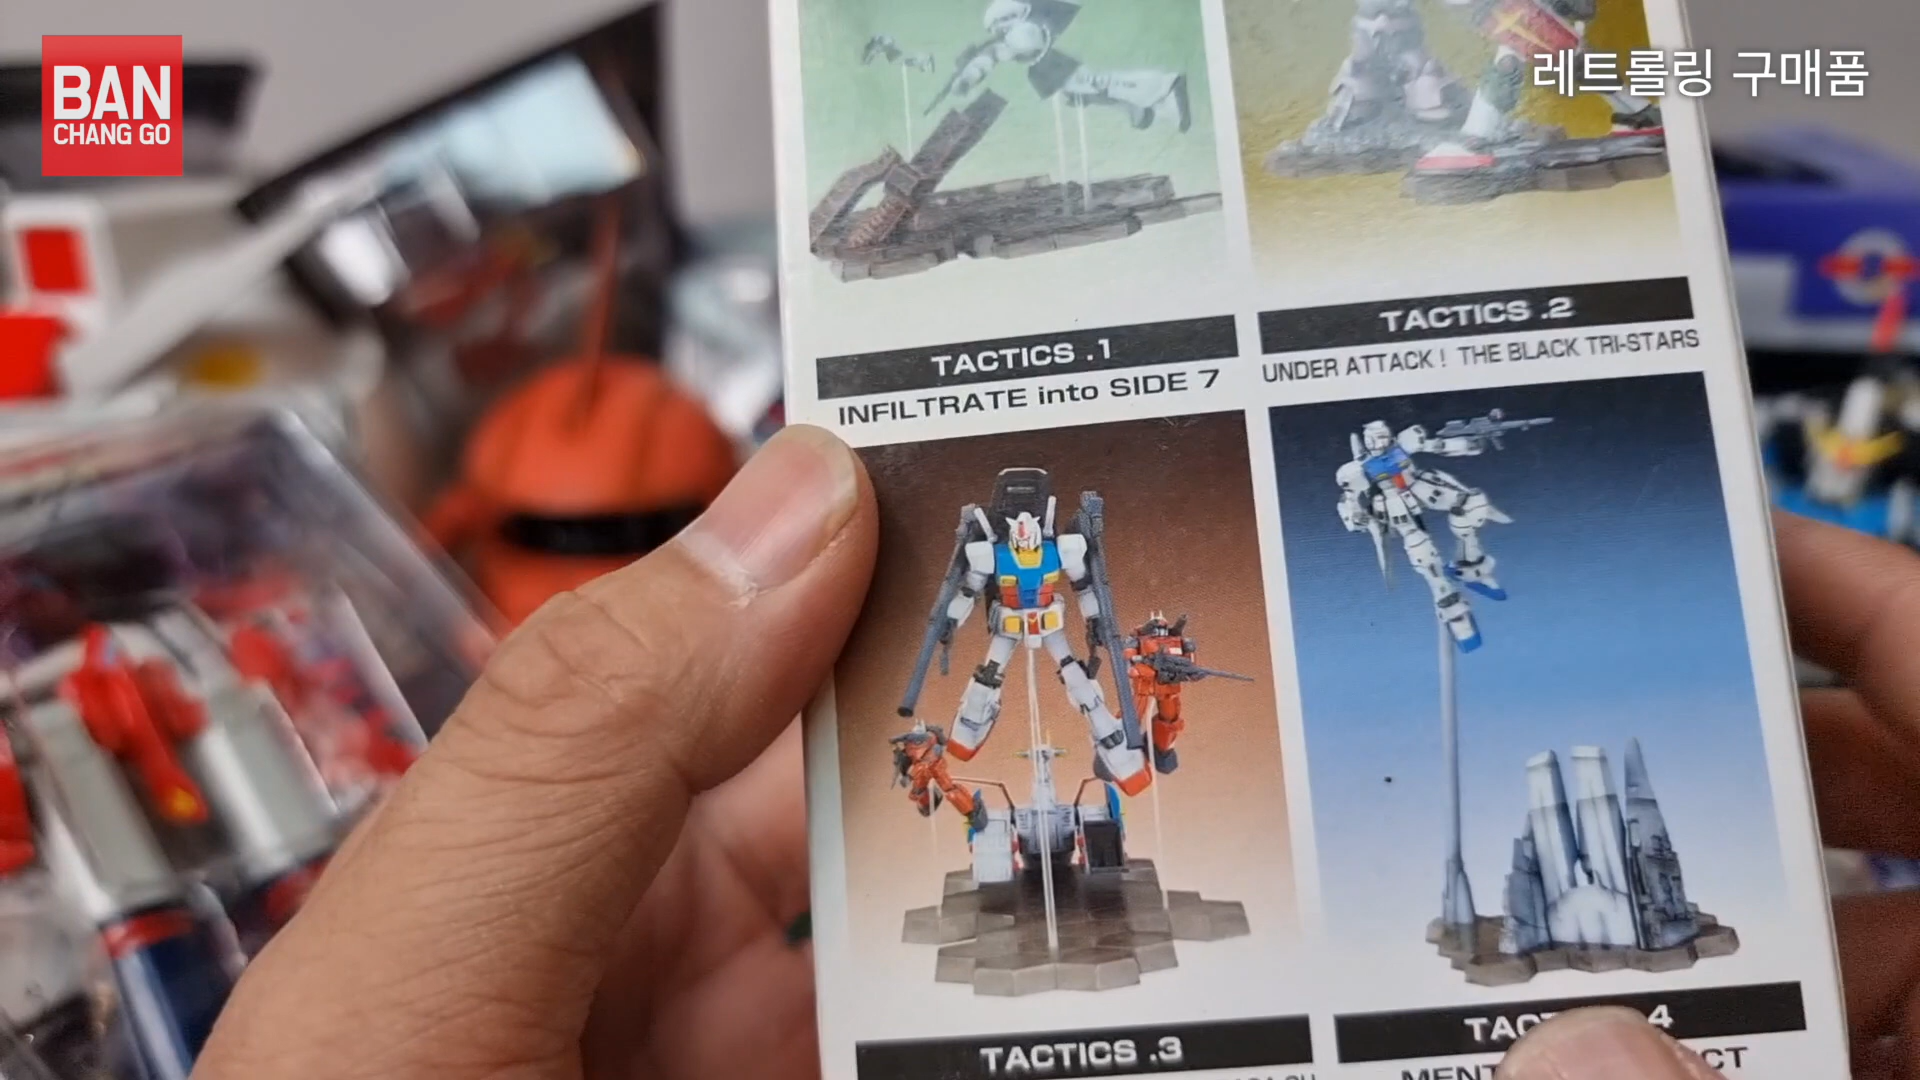 BAN
CHANG GO
레트롤링 구매품
TACTICS .1
INFILTRATE into SIDE 7
TACTICS .2
UNDER ATTACK! THE BLACK TRI-STARS
TACTICS .3
4